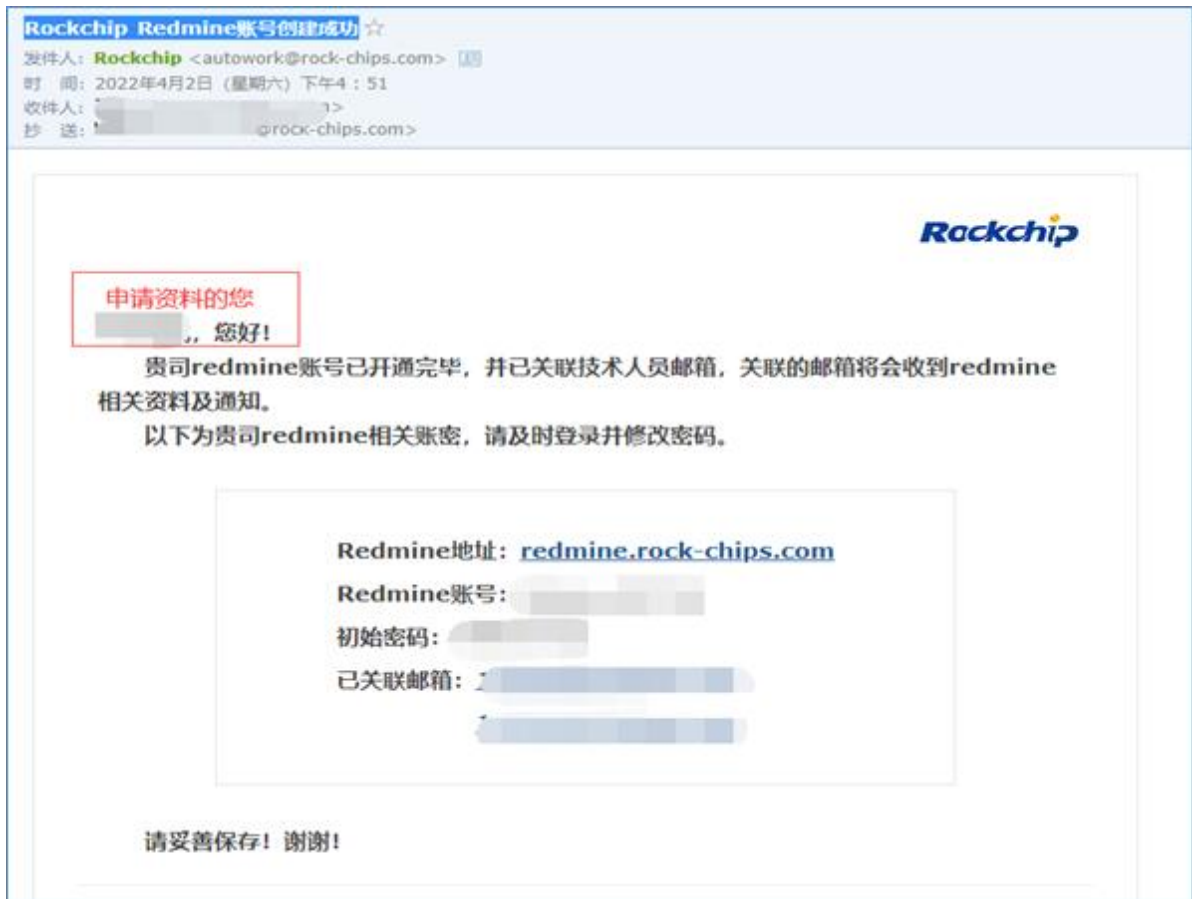 Rockchip Redmine账号创建成功
发件人：Rockchip <autowork@rock-chips.com>
时 间：2022年4月2日（星期六）下午4：51
收件人：
抄 送： @rock-chips.com>
Rockchip
申请资料的您
，您好！
贵司redmine账号已开通完毕，并已关联技术人员邮箱，关联的邮箱将会收到redmine
相关资料及通知。
以下为贵司redmine相关账密，请及时登录并修改密码。
Redmine地址：redmine.rock-chips.com
Redmine账号：
初始密码：
已关联邮箱：
请妥善保存！谢谢！